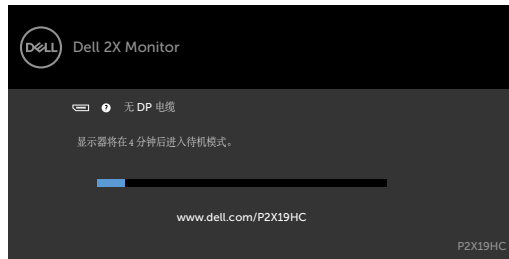 DELL Dell 2X Monitor
? 无 DP 电缆
显示器将在 4 分钟后进入待机模式。
www.dell.com/P2X19HC
P2X19HC